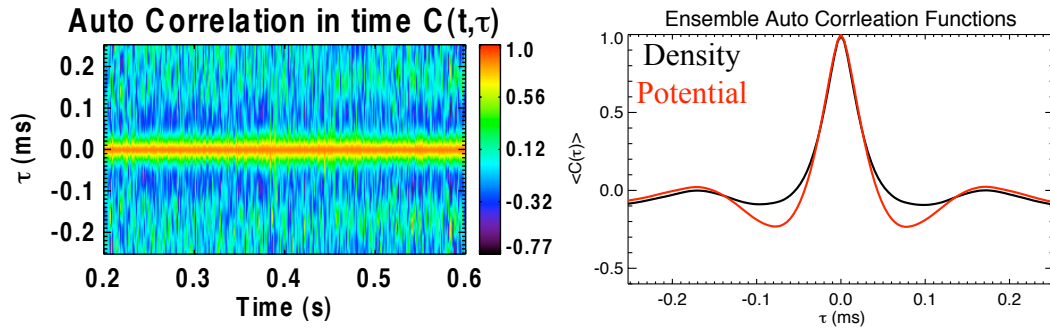 Auto Correlation in time C(t,τ)
0.2
0.1
0.0
-0.1
-0.2
τ (ms)
0.2 0.3 0.4 0.5 0.6
Time (s)
1.0
0.56
0.12
-0.32
-0.77
Ensemble Auto Corrleation Functions
Density
Potential
1.0
0.5
0.0
-0.5
<C(τ)>
-0.2 -0.1 0.0 0.1 0.2
τ (ms)